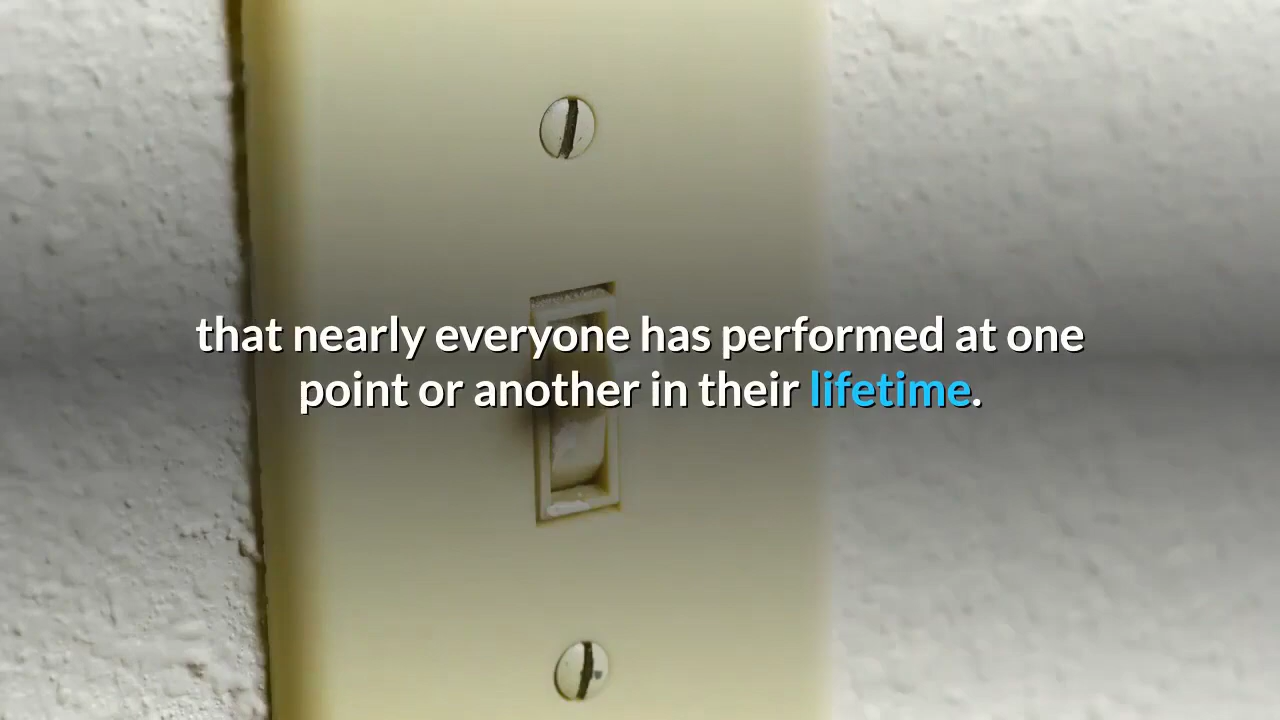 that nearly everyone has performed at one
point or another in their lifetime.